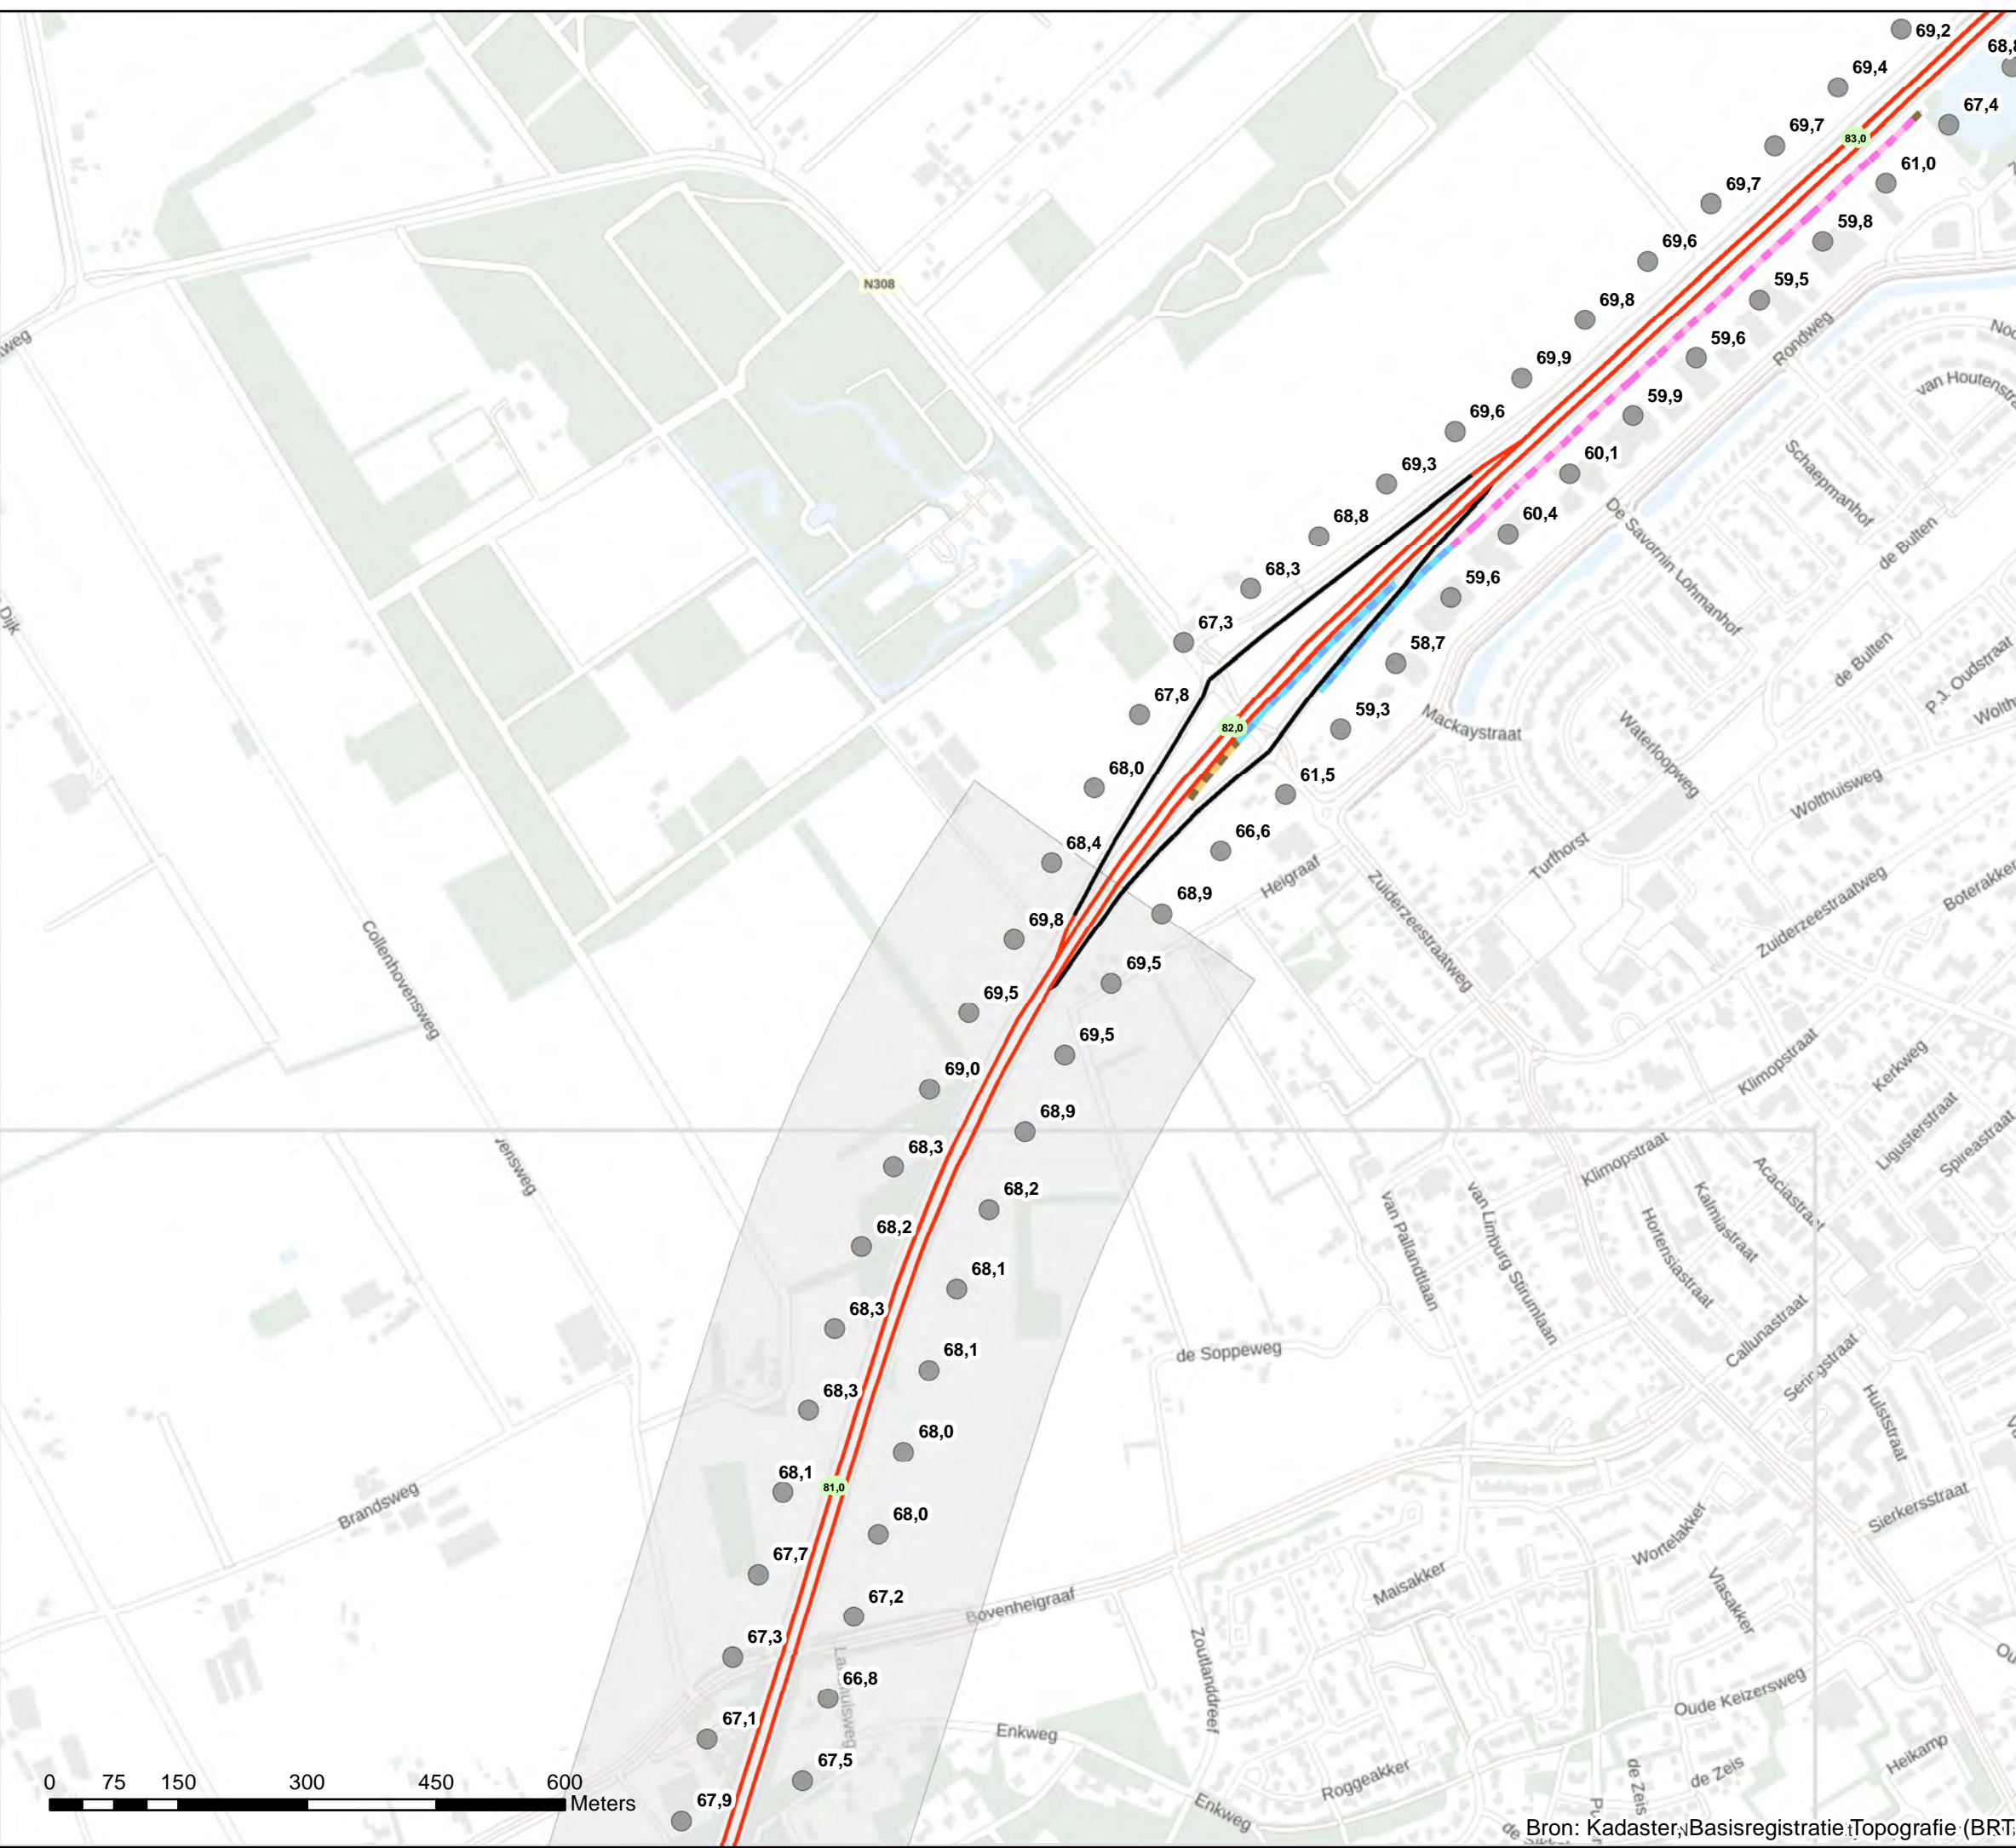 69,2
68,8
69,4
67,4
69,7
83,0
61,0
69,7
59,8
69,6
59,5
N308
69,8
59,6
Rondweg
van Houtenstra
69,9
59,9
69,6
60,1
Schaepmanhof
69,3
60,4
De Savornin Lohmanhof
de Bulten
68,8
59,6
68,3
Dijk
67,3
58,7
de Bulten
P.J. Oudstraat
67,8
59,3
82,0
Mackaystraat
Waterloopweg
68,0
61,5
Wolthuisweg
68,4
66,6
Turfhorst
Heigraaf
68,9
Zuiderzeestraatweg
Zuiderzeestraatweg
Boterakker
69,8
Collenhovensweg
69,5
69,5
69,5
69,0
Klimopstraat
Kerkweg
68,9
Ligusterstraat
Spireastraat
68,3
vensweg
Klimopstraat
Acaciastraat
68,2
van Pallandtlaan
van Limburg Stirumlaan
Kalmiastraat
Hortensiastraat
68,2
68,1
68,3
de Soppeweg
Callunastraat
Seringstraat
68,1
68,3
Hulststraat
68,0
68,1
81,0
Brandsweg
68,0
Sierkersstraat
Wortelakker
67,7
Maisakker
Vlasakker
67,2
Bovenheigraaf
67,3
Zoutlanddreef
66,8
Oude Keizersweg
67,1
Enkweg
Heikamp
67,5
Roggeakker
de Zeis
de Zeis
67,9
Enkweg
0 75 150 300 450 600
Meters
Bron: Kadaster, Basisregistratie Topografie (BRT